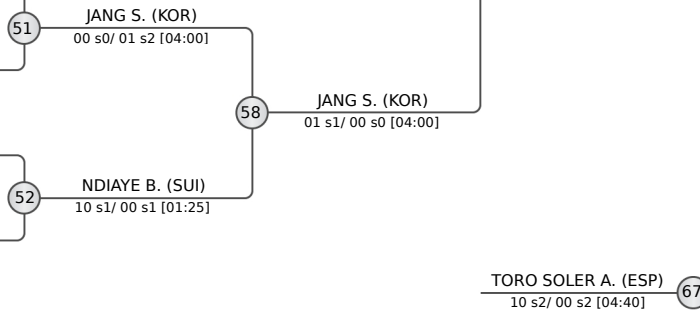 51
JANG S. (KOR)
00 s0/ 01 s2 [04:00]
58
JANG S. (KOR)
01 s1/ 00 s0 [04:00]
52
NDIAYE B. (SUI)
10 s1/ 00 s1 [01:25]
TORO SOLER A. (ESP)
10 s2/ 00 s2 [04:40]
67